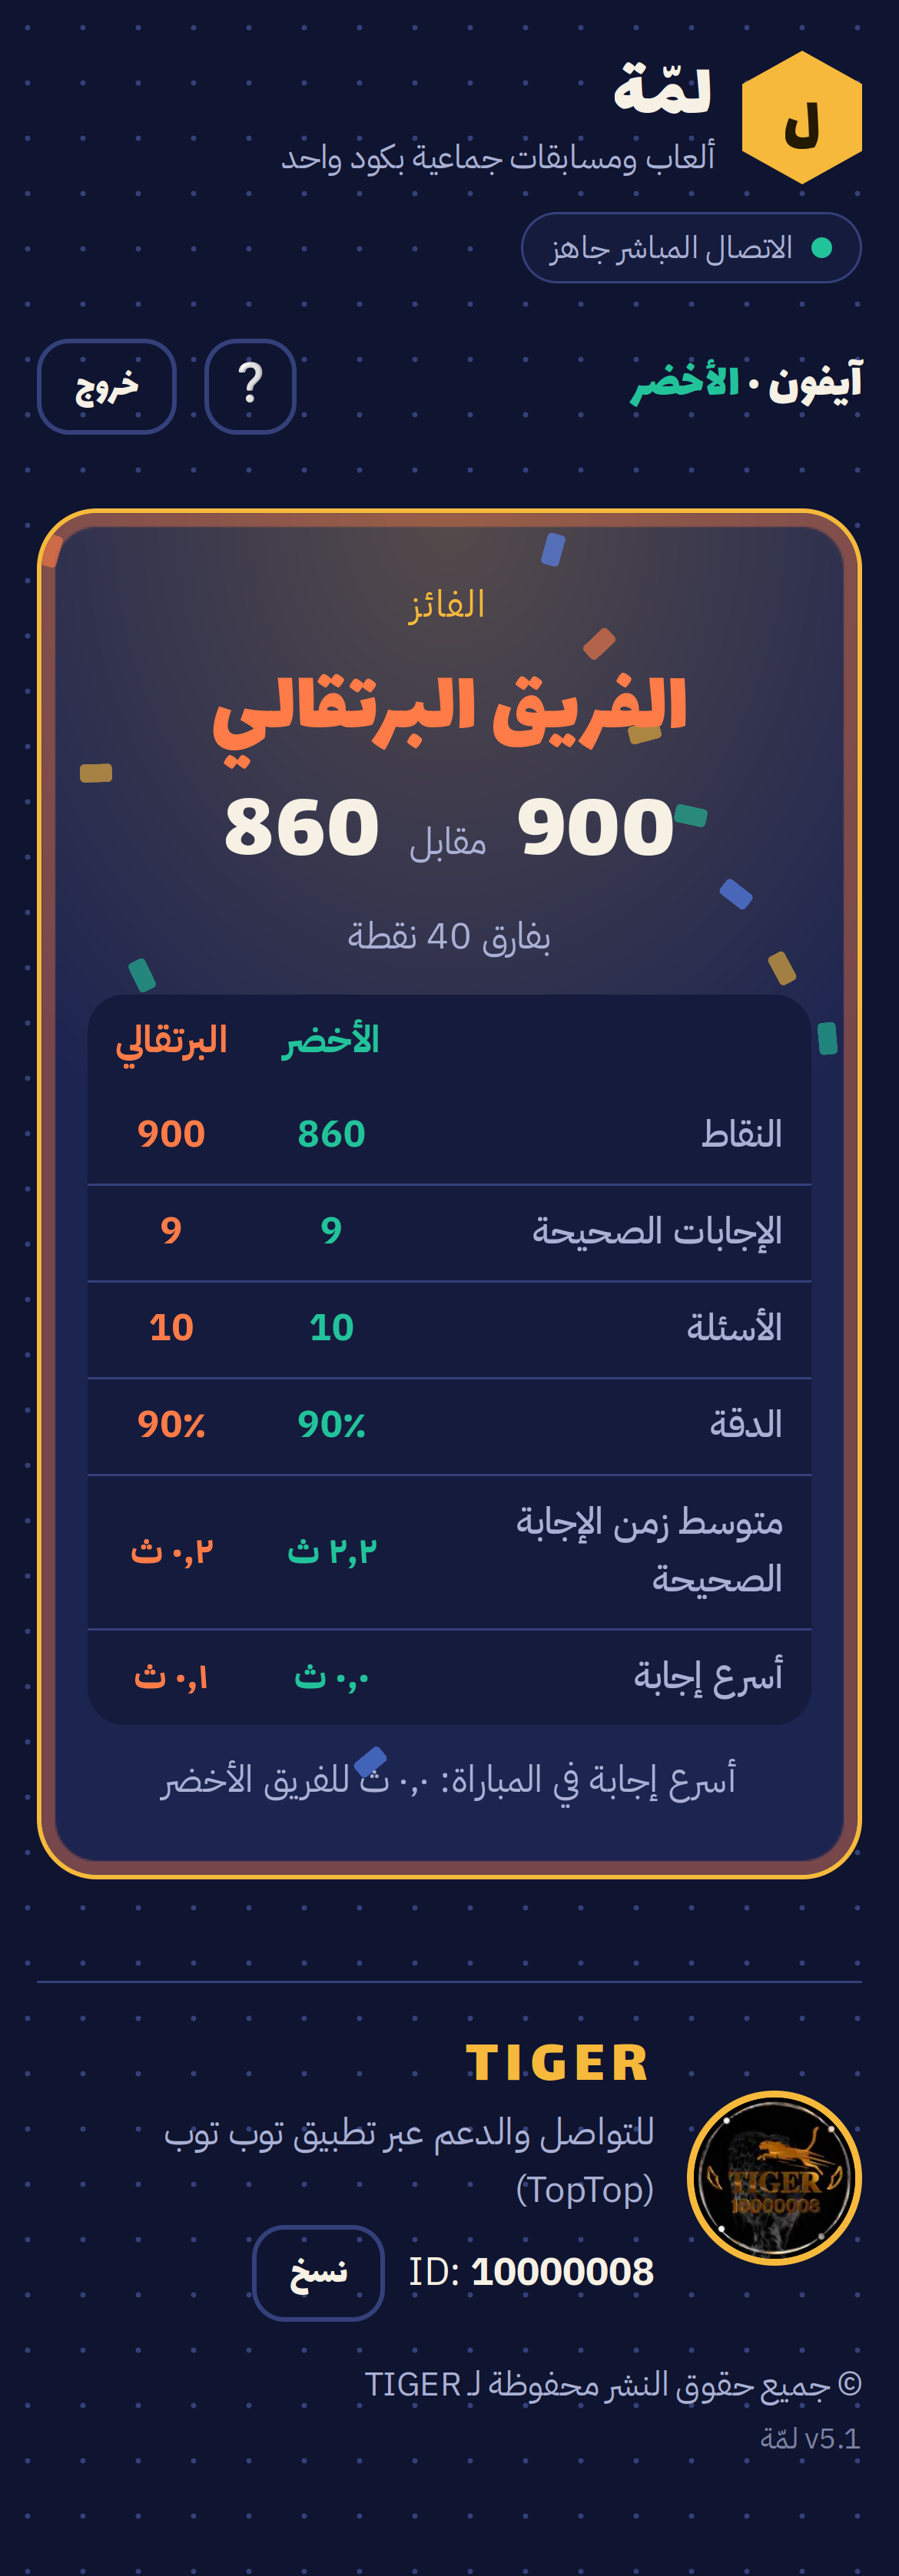 ل
لمّة
ألعاب ومسابقات جماعية بكود واحد
الاتصال المباشر جاهز
آيفون • الأخضر
?
خروج
الفائز
الفريق البرتقالي
900 مقابل 860
بفارق 40 نقطة
الأخضر البرتقالي
النقاط 860 900
الإجابات الصحيحة 9 9
الأسئلة 10 10
الدقة 90٪ 90٪
متوسط زمن الإجابة
الصحيحة ٢,٢ ث ٠,٢ ث
أسرع إجابة ٠,٠ ث ٠,١ ث
أسرع إجابة في المباراة: ٠,٠ ث للفريق الأخضر
TIGER
للتواصل والدعم عبر تطبيق توب توب
(TopTop)
ID: 10000008 نسخ
TIGER
10000008
© جميع حقوق النشر محفوظة لـ TIGER
لمّة v5.1